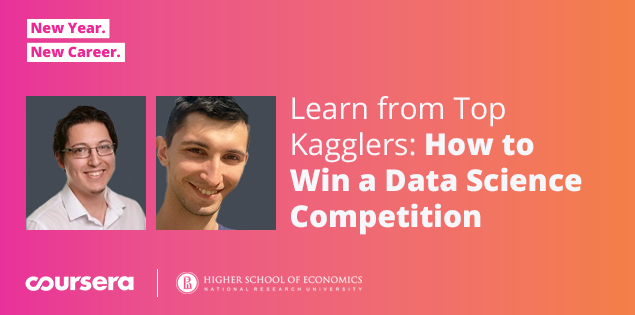 New Year.
New Career.
Learn from Top
Kagglers: How to
Win a Data Science
Competition
coursera
HIGHER SCHOOL OF ECONOMICS
NATIONAL RESEARCH UNIVERSITY